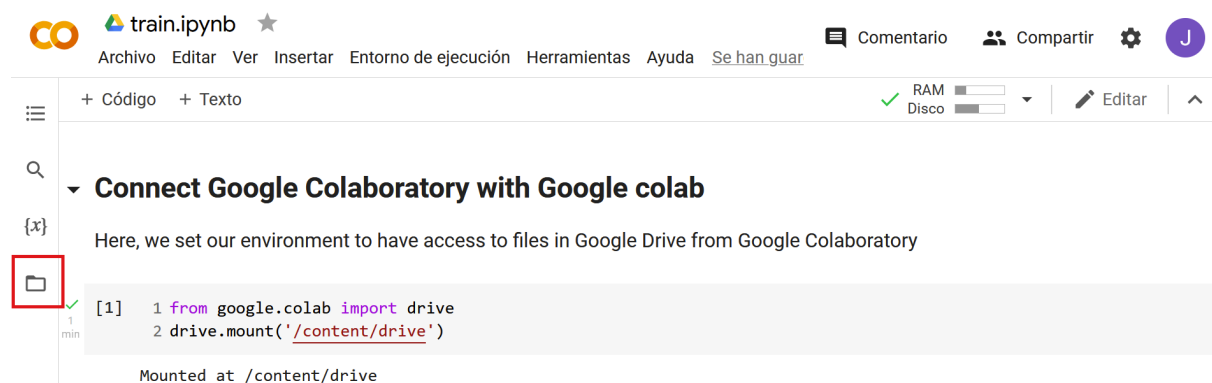 train.ipynb
Archivo Editar Ver Insertar Entorno de ejecución Herramientas Ayuda Se han guar
Comentario
Compartir
J
+ Código + Texto
RAM
Disco
Editar
{x}
Connect Google Colaboratory with Google colab
Here, we set our environment to have access to files in Google Drive from Google Colaboratory
[1] 1 from google.colab import drive
1 min
2 drive.mount('/content/drive')
Mounted at /content/drive